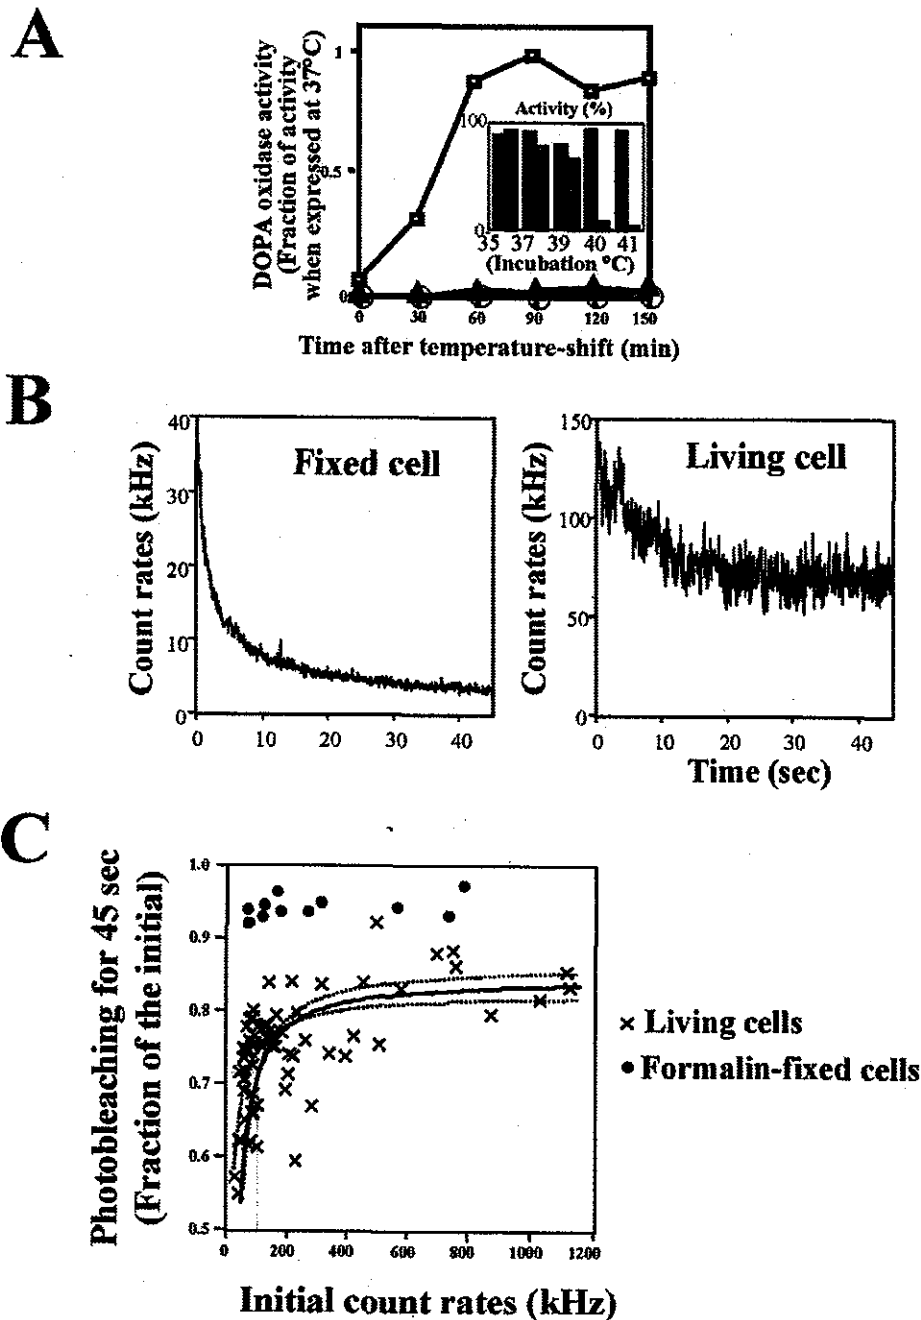 A
DOPA oxidase activity
(Fraction of activity
when expressed at 37°C)
1
0.5
0
Activity (%)
100
0
35 37 39 40 41
(Incubation °C)
0 30 60 90 120 150
Time after temperature-shift (min)
B
Count rates (kHz)
40
30
20
10
0
Fixed cell
0 10 20 30 40
Count rates (kHz)
150
100
50
0
Living cell
0 10 20 30 40
Time (sec)
C
Photobleaching for 45 sec
(Fraction of the initial)
1.0
0.9
0.8
0.7
0.6
0.5
0 200 400 600 800 1000 1200
Initial count rates (kHz)
× Living cells
• Formalin-fixed cells